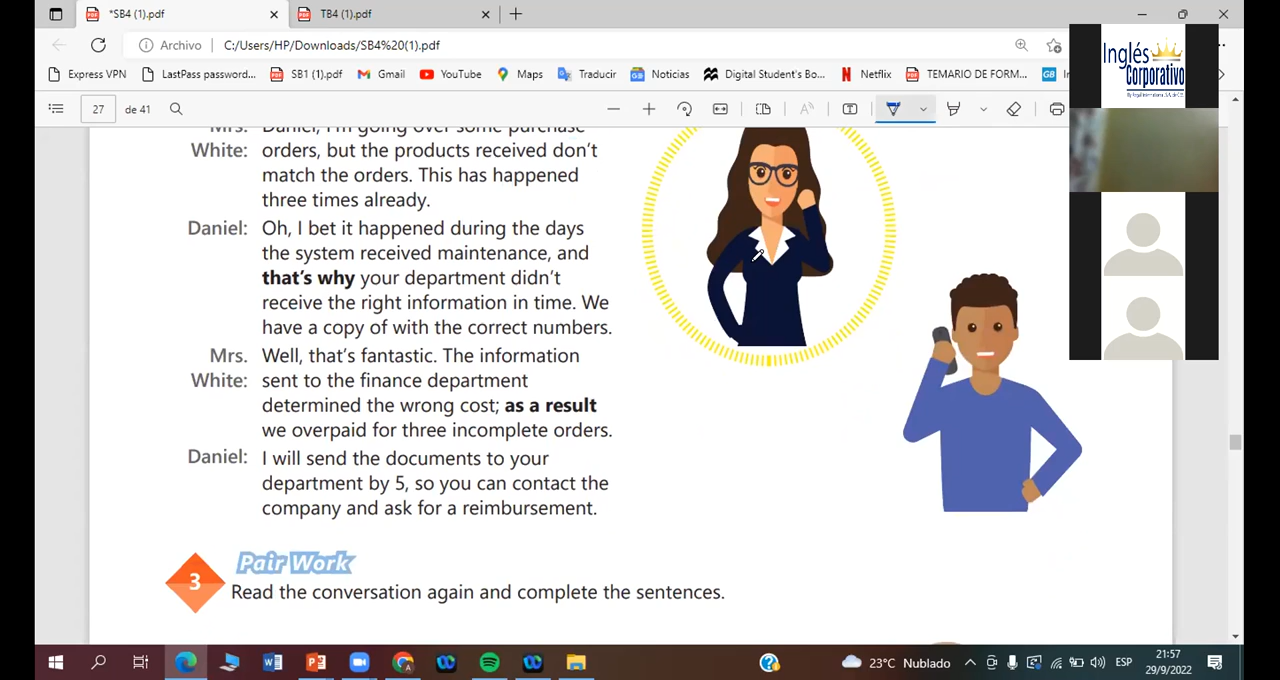 *SB4 (1).pdf
TB4 (1).pdf
Archivo
C:/Users/HP/Downloads/SB4%20(1).pdf
Express VPN
LastPass password...
SB1 (1).pdf
Gmail
YouTube
Maps
Traducir
Noticias
Digital Student's Bo...
Netflix
TEMARIO DE FORM...
27
de 41
Inglés
Corporativo
Mrs. Daniel, I'm going over some purchase
White: orders, but the products received don't
match the orders. This has happened
three times already.
Daniel: Oh, I bet it happened during the days
the system received maintenance, and
that's why your department didn't
receive the right information in time. We
have a copy of with the correct numbers.
Mrs. Well, that's fantastic. The information
White: sent to the finance department
determined the wrong cost; as a result
we overpaid for three incomplete orders.
Daniel: I will send the documents to your
department by 5, so you can contact the
company and ask for a reimbursement.
3
Pair Work
Read the conversation again and complete the sentences.
23°C Nublado
ESP
21:57
29/9/2022